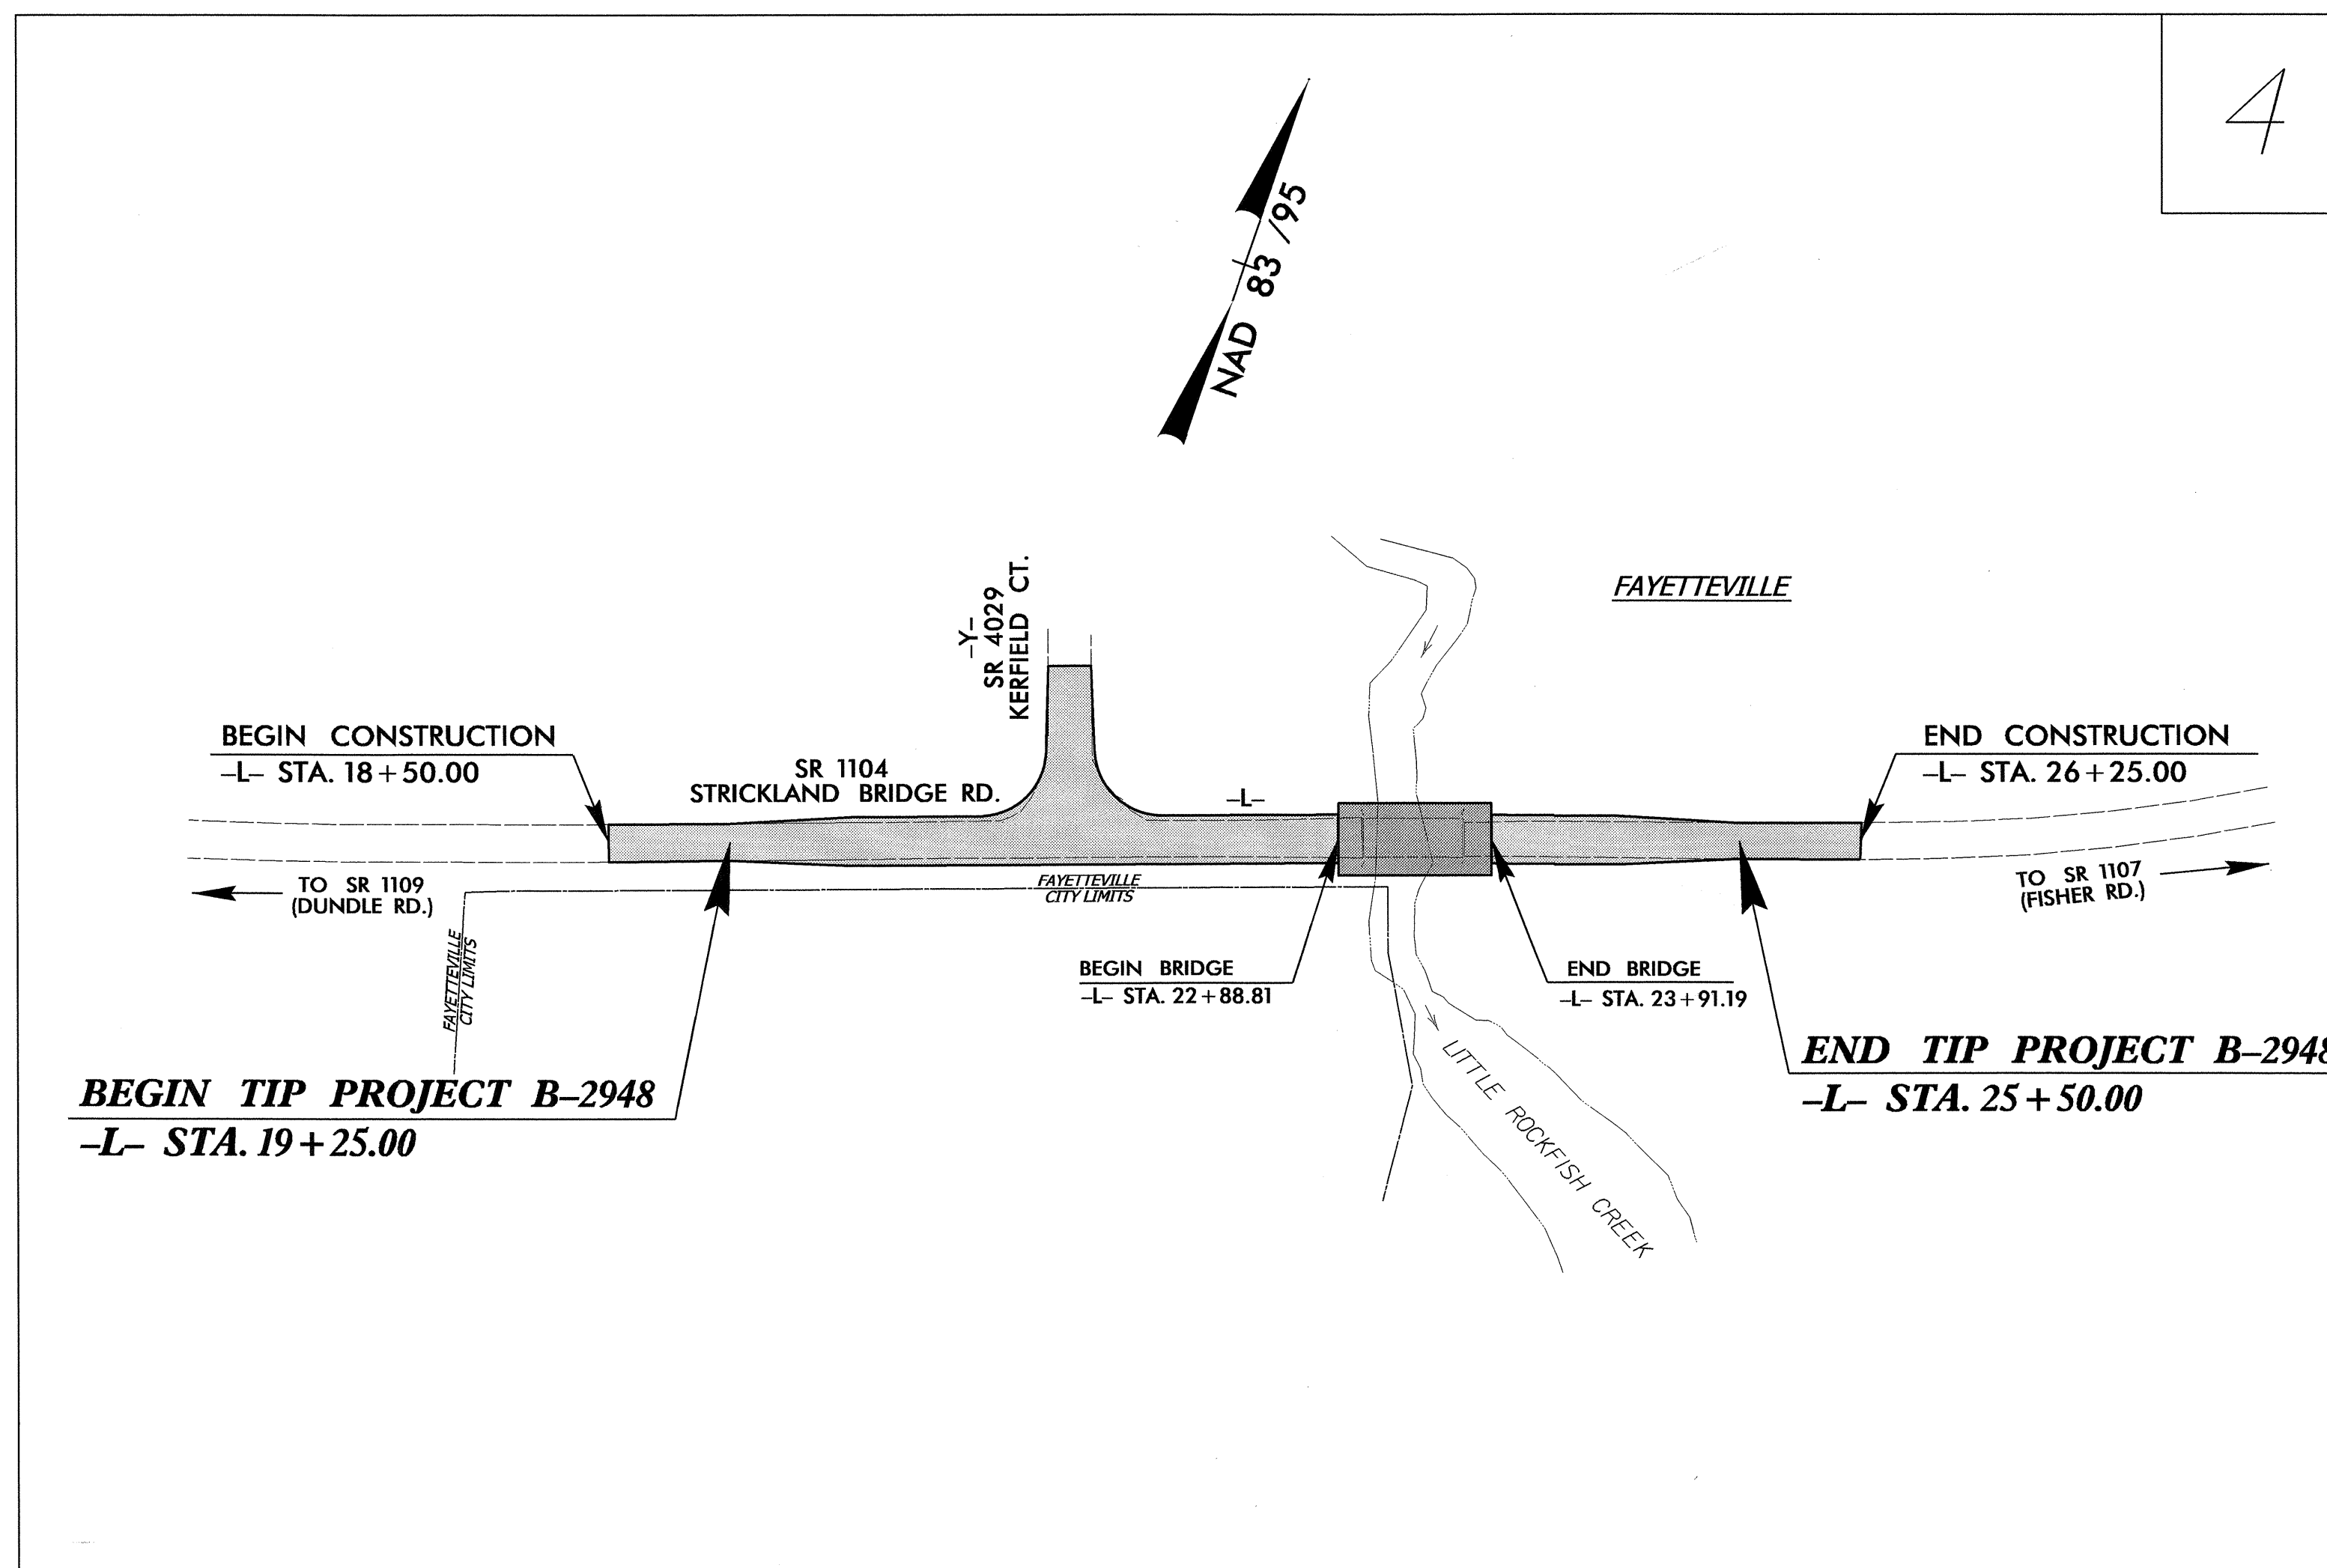 4
NAD 83 /95
FAYETTEVILLE
-Y-
SR 4029
KERFIELD CT.
BEGIN CONSTRUCTION
-L- STA. 18+50.00
SR 1104
STRICKLAND BRIDGE RD.
-L-
END CONSTRUCTION
-L- STA. 26+25.00
TO SR 1109
(DUNDLE RD.)
FAYETTEVILLE
CITY LIMITS
TO SR 1107
(FISHER RD.)
FAYETTEVILLE
CITY LIMITS
BEGIN BRIDGE
-L- STA. 22+88.81
END BRIDGE
-L- STA. 23+91.19
BEGIN TIP PROJECT B-2948
-L- STA. 19+25.00
END TIP PROJECT B-2948
-L- STA. 25+50.00
LITTLE ROCKFISH CREEK